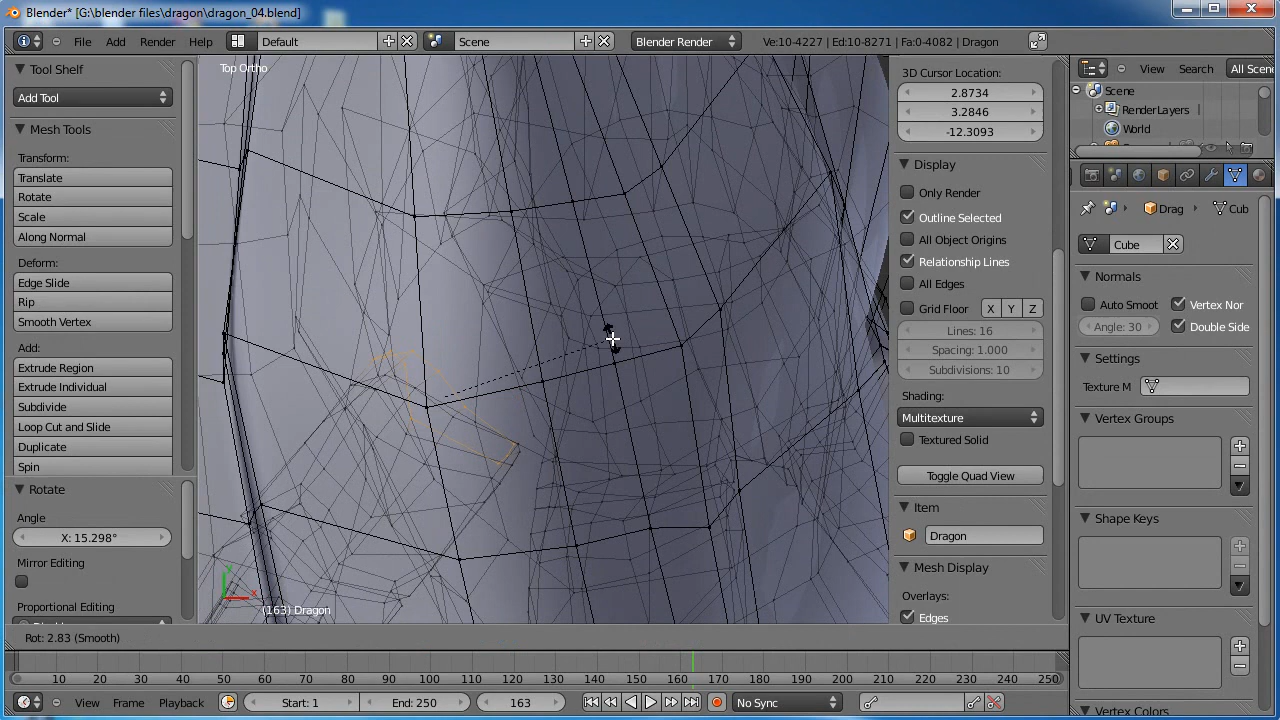 Blender* [G:\blender files\dragon\dragon_04.blend]
File Add Render Help Default Scene Blender Render Ve:10-4227 | Ed:10-8271 | Fa:0-4082 | Dragon
Tool Shelf
Add Tool
Mesh Tools
Transform:
Translate
Rotate
Scale
Along Normal
Deform:
Edge Slide
Rip
Smooth Vertex
Add:
Extrude Region
Extrude Individual
Subdivide
Loop Cut and Slide
Duplicate
Spin
Rotate
Angle
X: 15.298°
Mirror Editing
Proportional Editing
Top Ortho
(163) Dragon
Rot: 2.83 (Smooth)
3D Cursor Location:
2.8734
3.2846
-12.3093
Display
Only Render
Outline Selected
All Object Origins
Relationship Lines
All Edges
Grid Floor X Y Z
Lines: 16
Spacing: 1.000
Subdivisions: 10
Shading:
Multitexture
Textured Solid
Toggle Quad View
Item
Dragon
Mesh Display
Overlays:
Edges
View Search All Scene
Scene
RenderLayers
World
Drag Cub
Cube
Normals
Auto Smoot Vertex Nor
Angle: 30 Double Side
Settings
Texture M
Vertex Groups
Shape Keys
UV Texture
Vertex Colors
10 20 30 40 50 60 70 80 90 100 110 120 130 140 150 160 170 180 190 200 210 220 230 240 250
View Frame Playback Start: 1 End: 250 163 No Sync